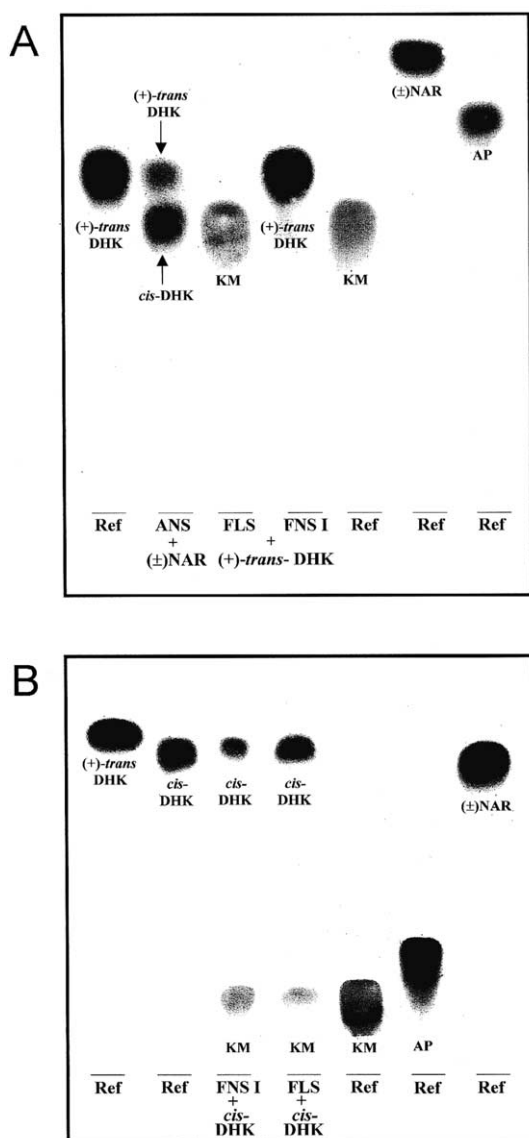 A
(+)-trans
DHK
(±)NAR
AP
(+)-trans
DHK
KM
(+)-trans
DHK
KM
cis-DHK
Ref ANS FLS FNS I Ref Ref Ref
+ +
(±)NAR (+)-trans- DHK
B
(+)-trans
DHK
cis-
DHK
cis-
DHK
cis-
DHK
(±)NAR
KM KM KM AP
Ref Ref FNS I FLS Ref Ref Ref
+ +
cis- cis-
DHK DHK